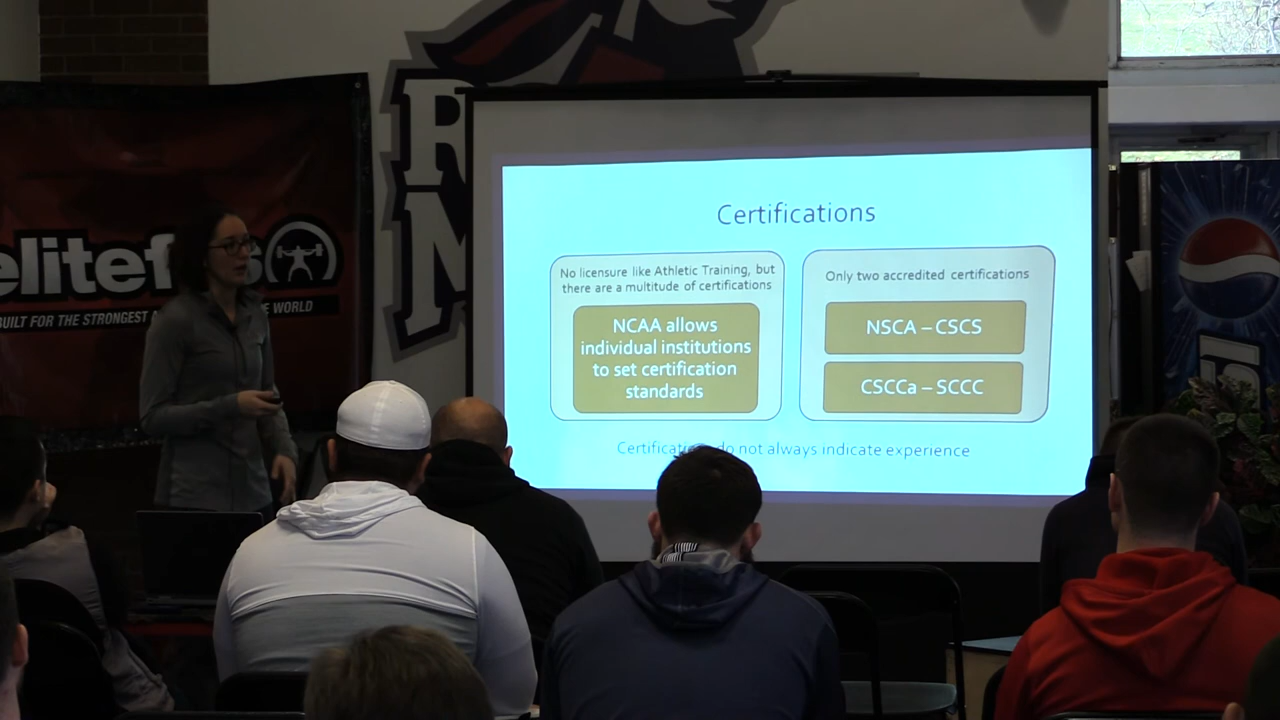 R
M
elitef
S
BUILT FOR THE STRONGEST
E WORLD
Certifications
No licensure like Athletic Training, but
there are a multitude of certifications
NCAA allows
individual institutions
to set certification
standards
Only two accredited certifications
NSCA – CSCS
CSCCa – SCCC
do not always indicate experience